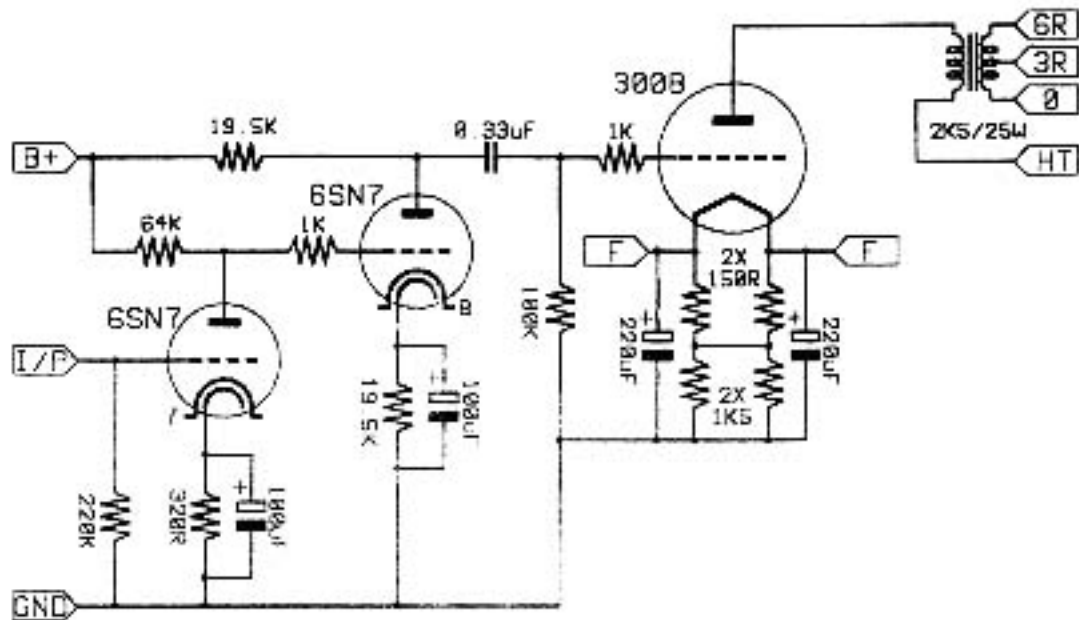 6R
3R
0
2K5/25W
HT
300B
19.5K
0.33uF
1K
B+
6SN7
64K
1K
F
2X
150R
F
8
100K
220uF
220uF
6SN7
I/P
19.5K
100uF
2X
1K5
7
220K
320R
100uF
GND
+
+
+
+